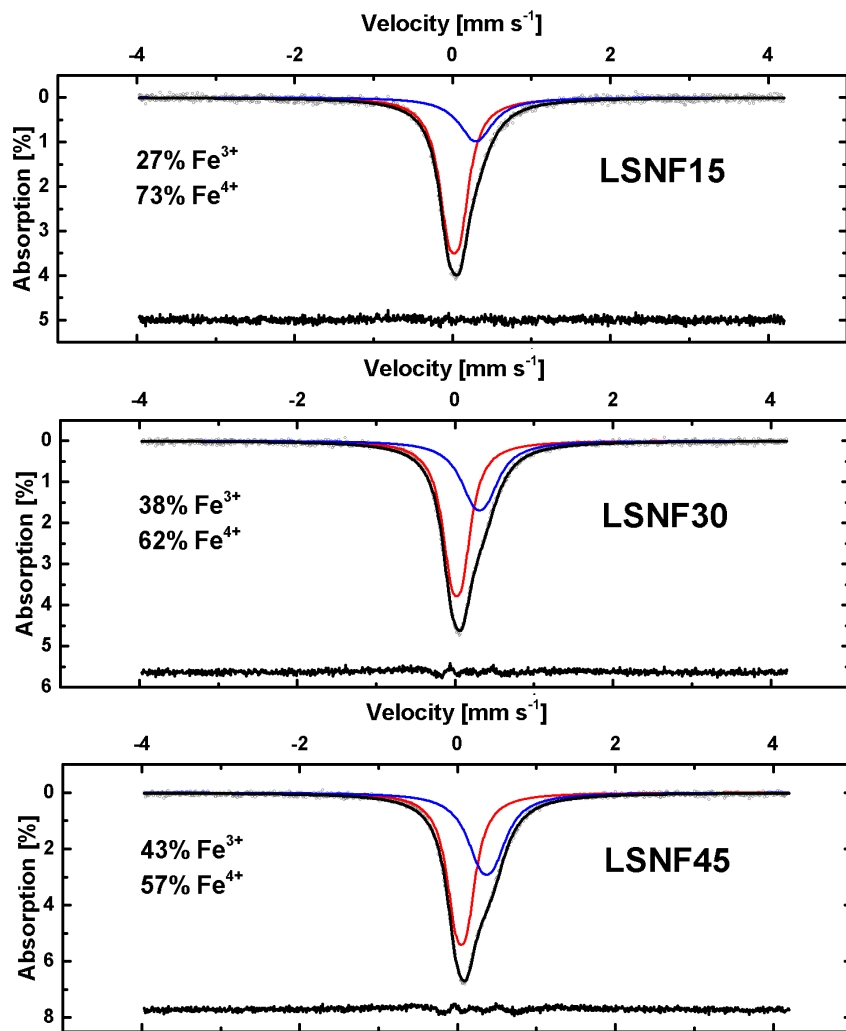 Velocity [mm s⁻¹]
-4 -2 0 2 4
0
1
2
3
4
5
Absorption [%]
27% Fe³⁺
73% Fe⁴⁺
LSNF15
Velocity [mm s⁻¹]
-4 -2 0 2 4
0
1
2
3
4
5
6
Absorption [%]
38% Fe³⁺
62% Fe⁴⁺
LSNF30
Velocity [mm s⁻¹]
-4 -2 0 2 4
0
2
4
6
8
Absorption [%]
43% Fe³⁺
57% Fe⁴⁺
LSNF45